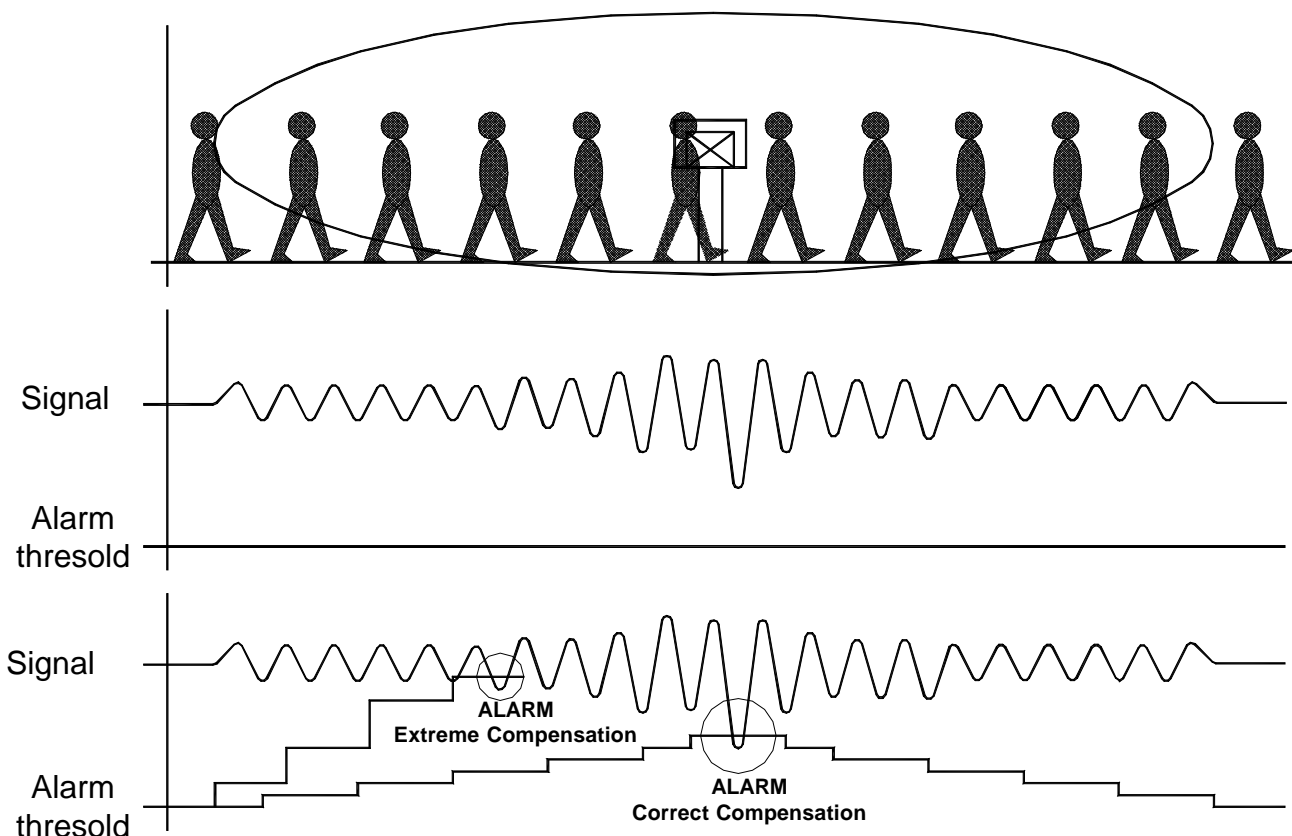 Signal
Alarm
thresold
Signal
ALARM
Extreme Compensation
Alarm
thresold
ALARM
Correct Compensation